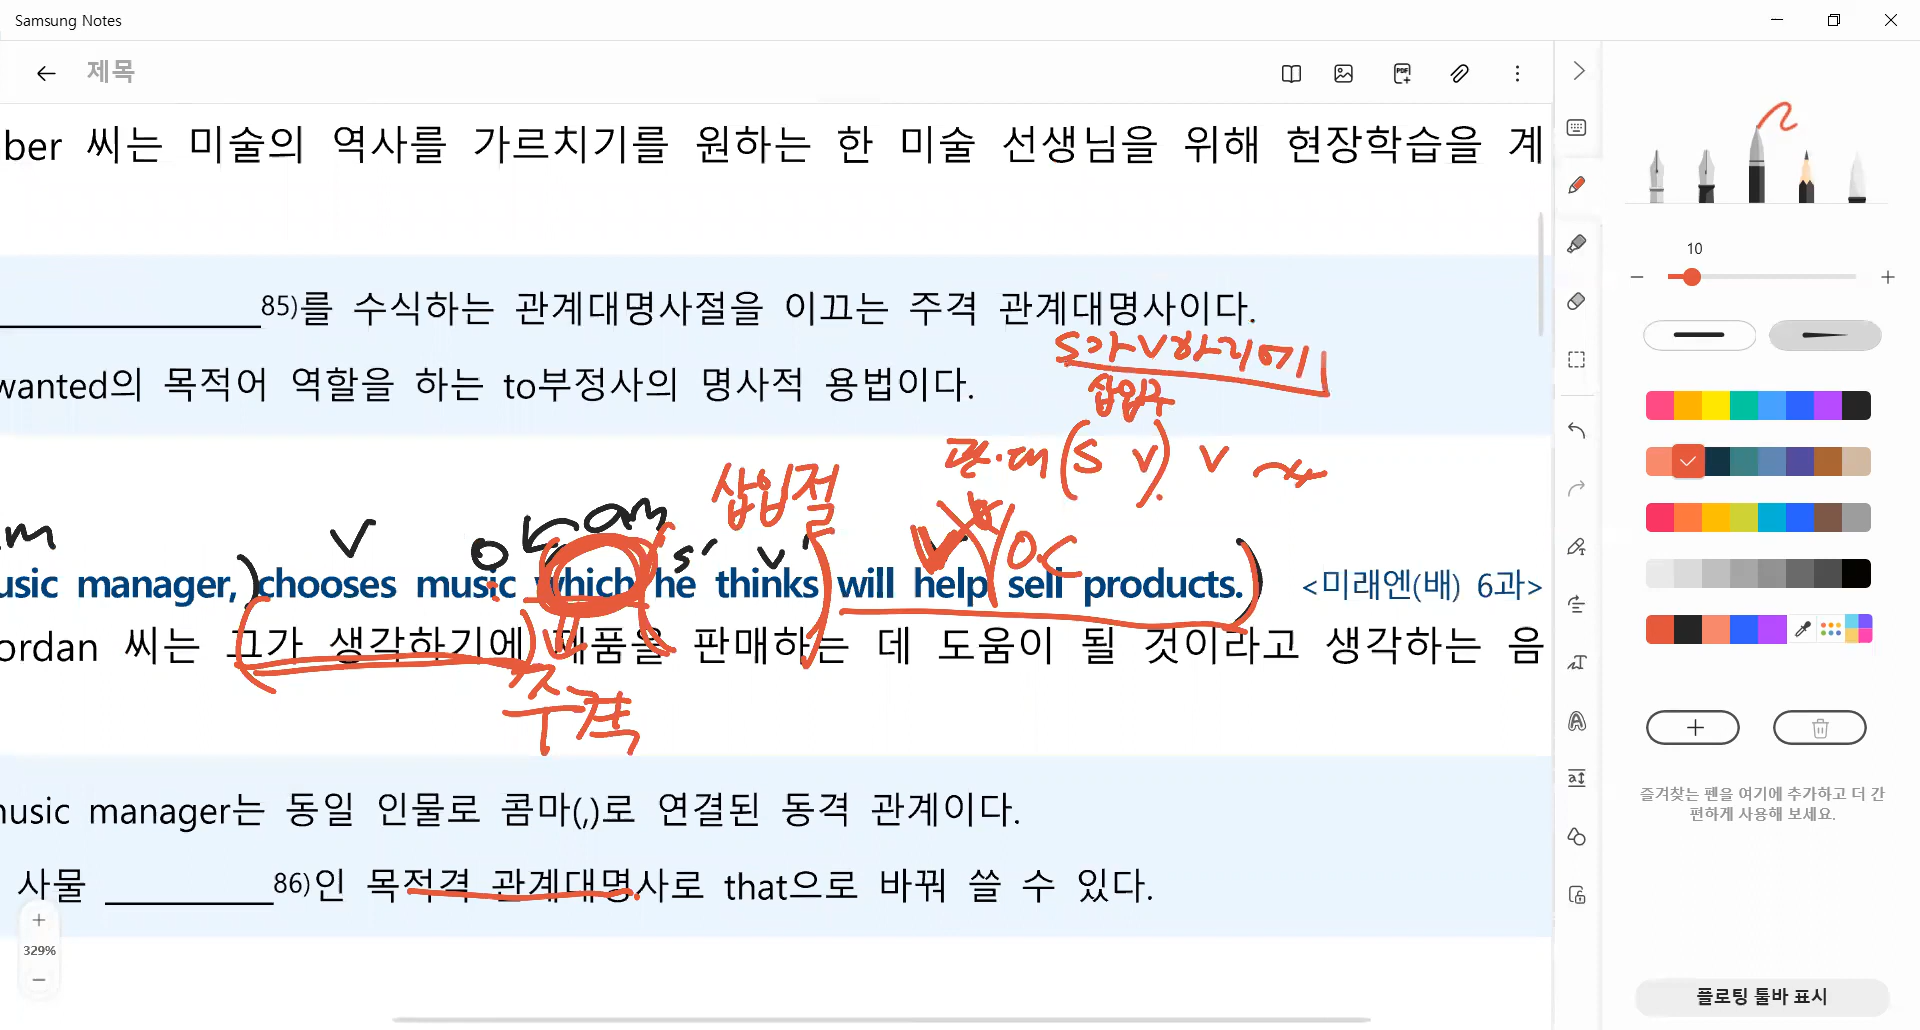 Samsung Notes
제목
ber 씨는 미술의 역사를 가르치기를 원하는 한 미술 선생님을 위해 현장학습을 계
10
85)를 수식하는 관계대명사절을 이끄는 주격 관계대명사이다.
S가 V하기에
wanted의 목적어 역할을 하는 to부정사의 명사적 용법이다.
삽입구
관·대 (S V) V
삽입절
V
O
S' V'
O.C
usic manager, chooses music which he thinks will help sell products. <미래엔(배) 6과>
ordan 씨는 그가 생각하기에 제품을 판매하는 데 도움이 될 것이라고 생각하는 음
주격
usic manager는 동일 인물로 콤마(,)로 연결된 동격 관계이다.
사물 86)인 목적격 관계대명사로 that으로 바꿔 쓸 수 있다.
329%
즐겨찾는 펜을 여기에 추가하고 더 간
편하게 사용해 보세요.
플로팅 툴바 표시